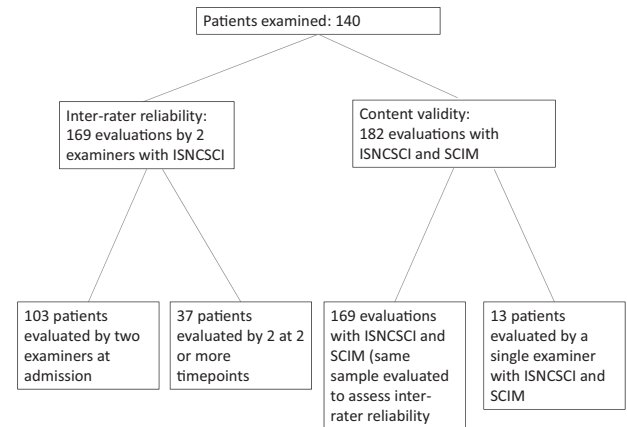 Patients examined: 140
Inter-rater reliability:
169 evaluations by 2
examiners with ISNCSCI
Content validity:
182 evaluations with
ISNCSCI and SCIM
103 patients
evaluated by two
examiners at
admission
37 patients
evaluated by 2 at 2
or more
timepoints
169 evaluations
with ISNCSCI and
SCIM (same
sample evaluated
to assess inter-
rater reliability
13 patients
evaluated by a
single examiner
with ISNCSCI and
SCIM